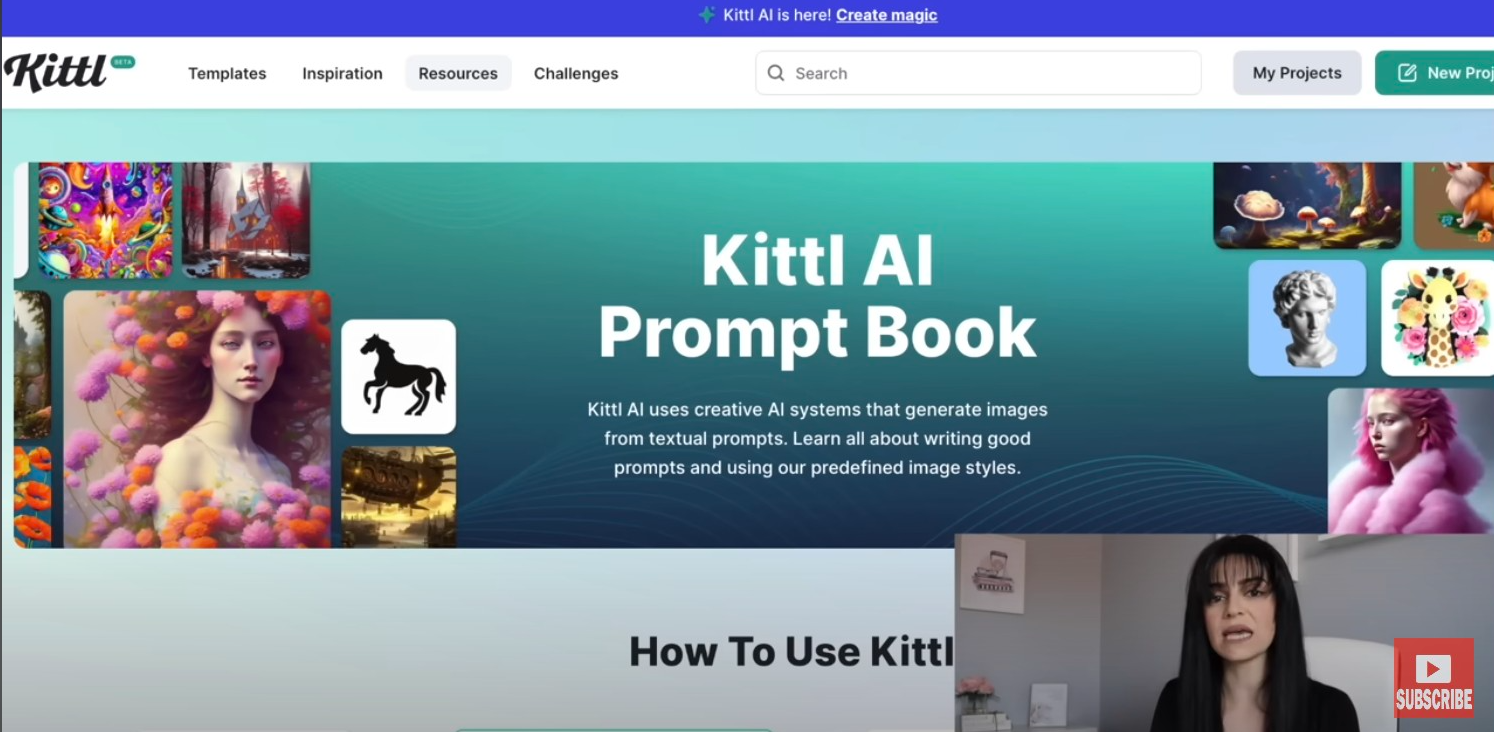 Kittl AI is here! Create magic
Kittl BETA
Templates Inspiration Resources Challenges Search My Projects New Proj
Kittl AI
Prompt Book
Kittl AI uses creative AI systems that generate images
from textual prompts. Learn all about writing good
prompts and using our predefined image styles.
How To Use Kittl
SUBSCRIBE